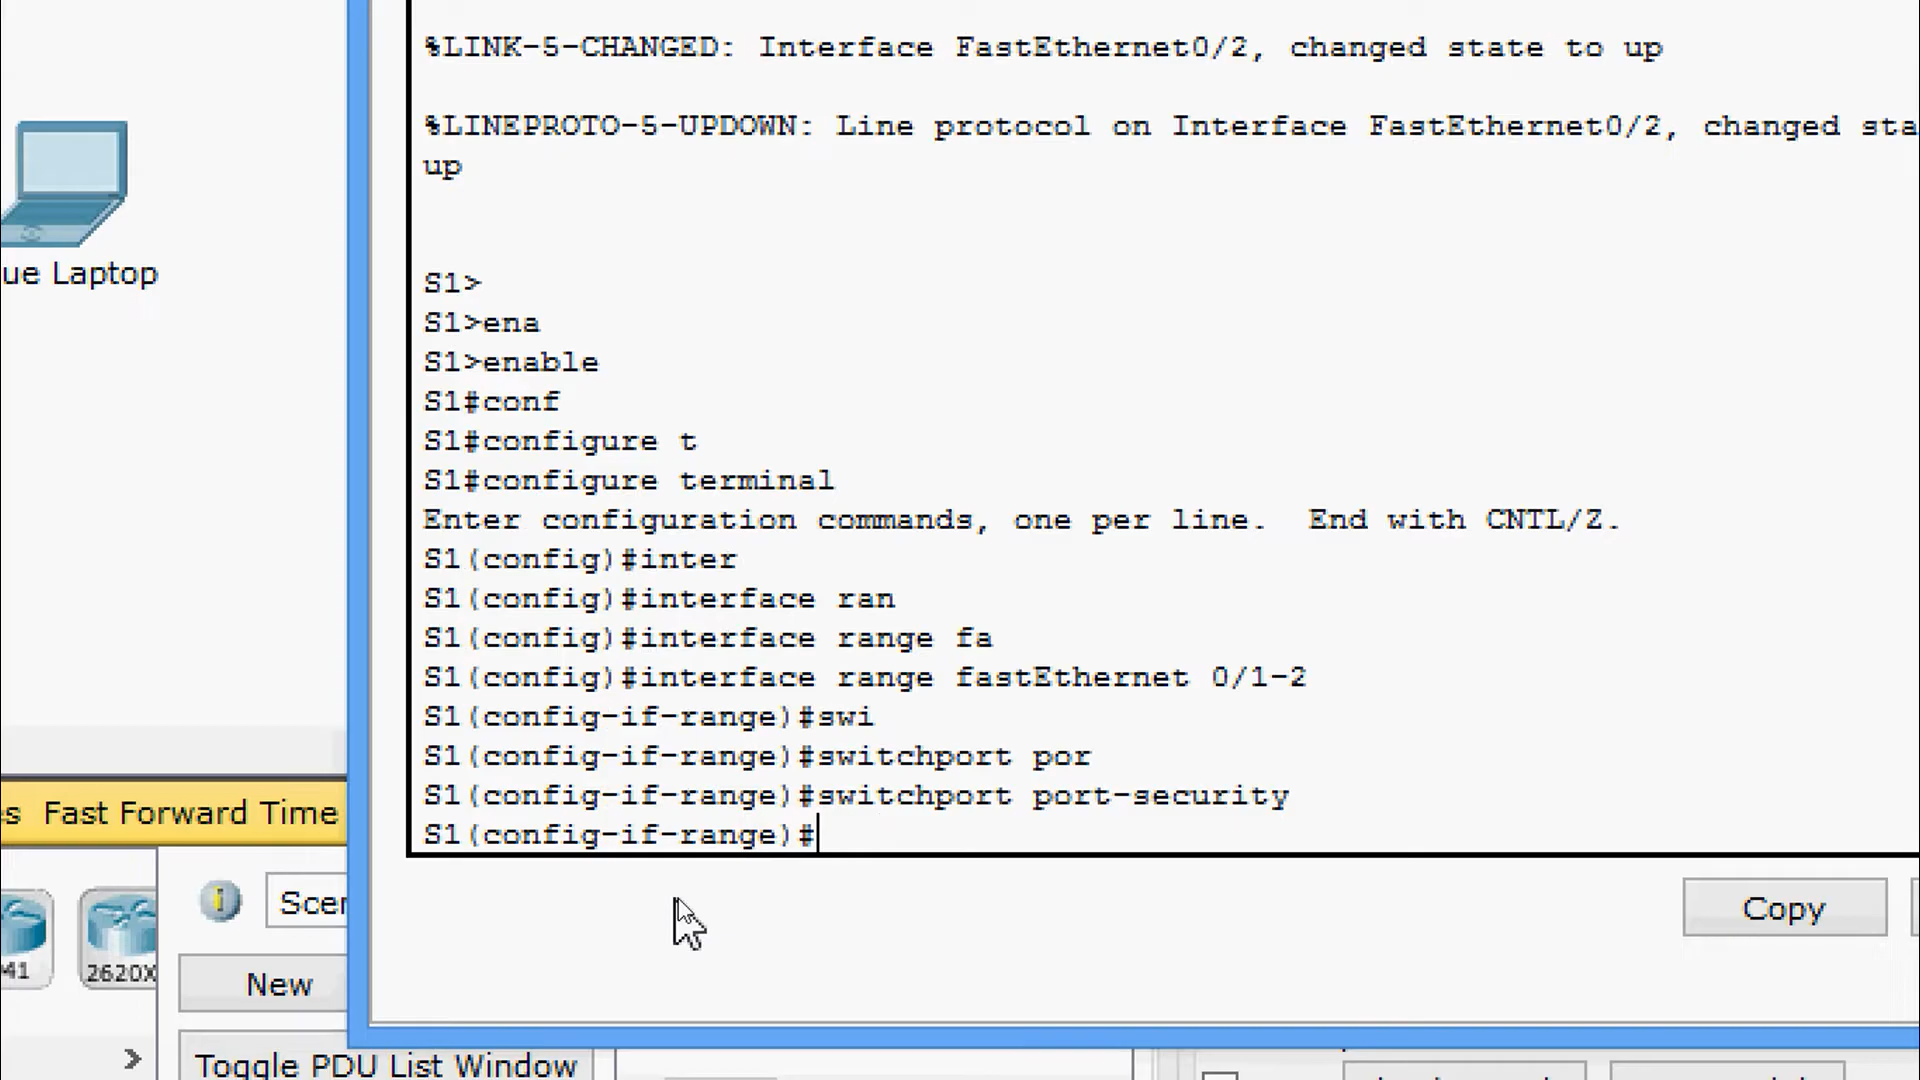 %LINK-5-CHANGED: Interface FastEthernet0/2, changed state to up
%LINEPROTO-5-UPDOWN: Line protocol on Interface FastEthernet0/2, changed sta
up
ue Laptop
S1>
S1>ena
S1>enable
S1#conf
S1#configure t
S1#configure terminal
Enter configuration commands, one per line.  End with CNTL/Z.
S1(config)#inter
S1(config)#interface ran
S1(config)#interface range fa
S1(config)#interface range fastEthernet 0/1-2
S1(config-if-range)#swi
S1(config-if-range)#switchport por
S1(config-if-range)#switchport port-security
S1(config-if-range)#
es Fast Forward Time
Scen
Copy
941
2620X
New
Toggle PDU List Window